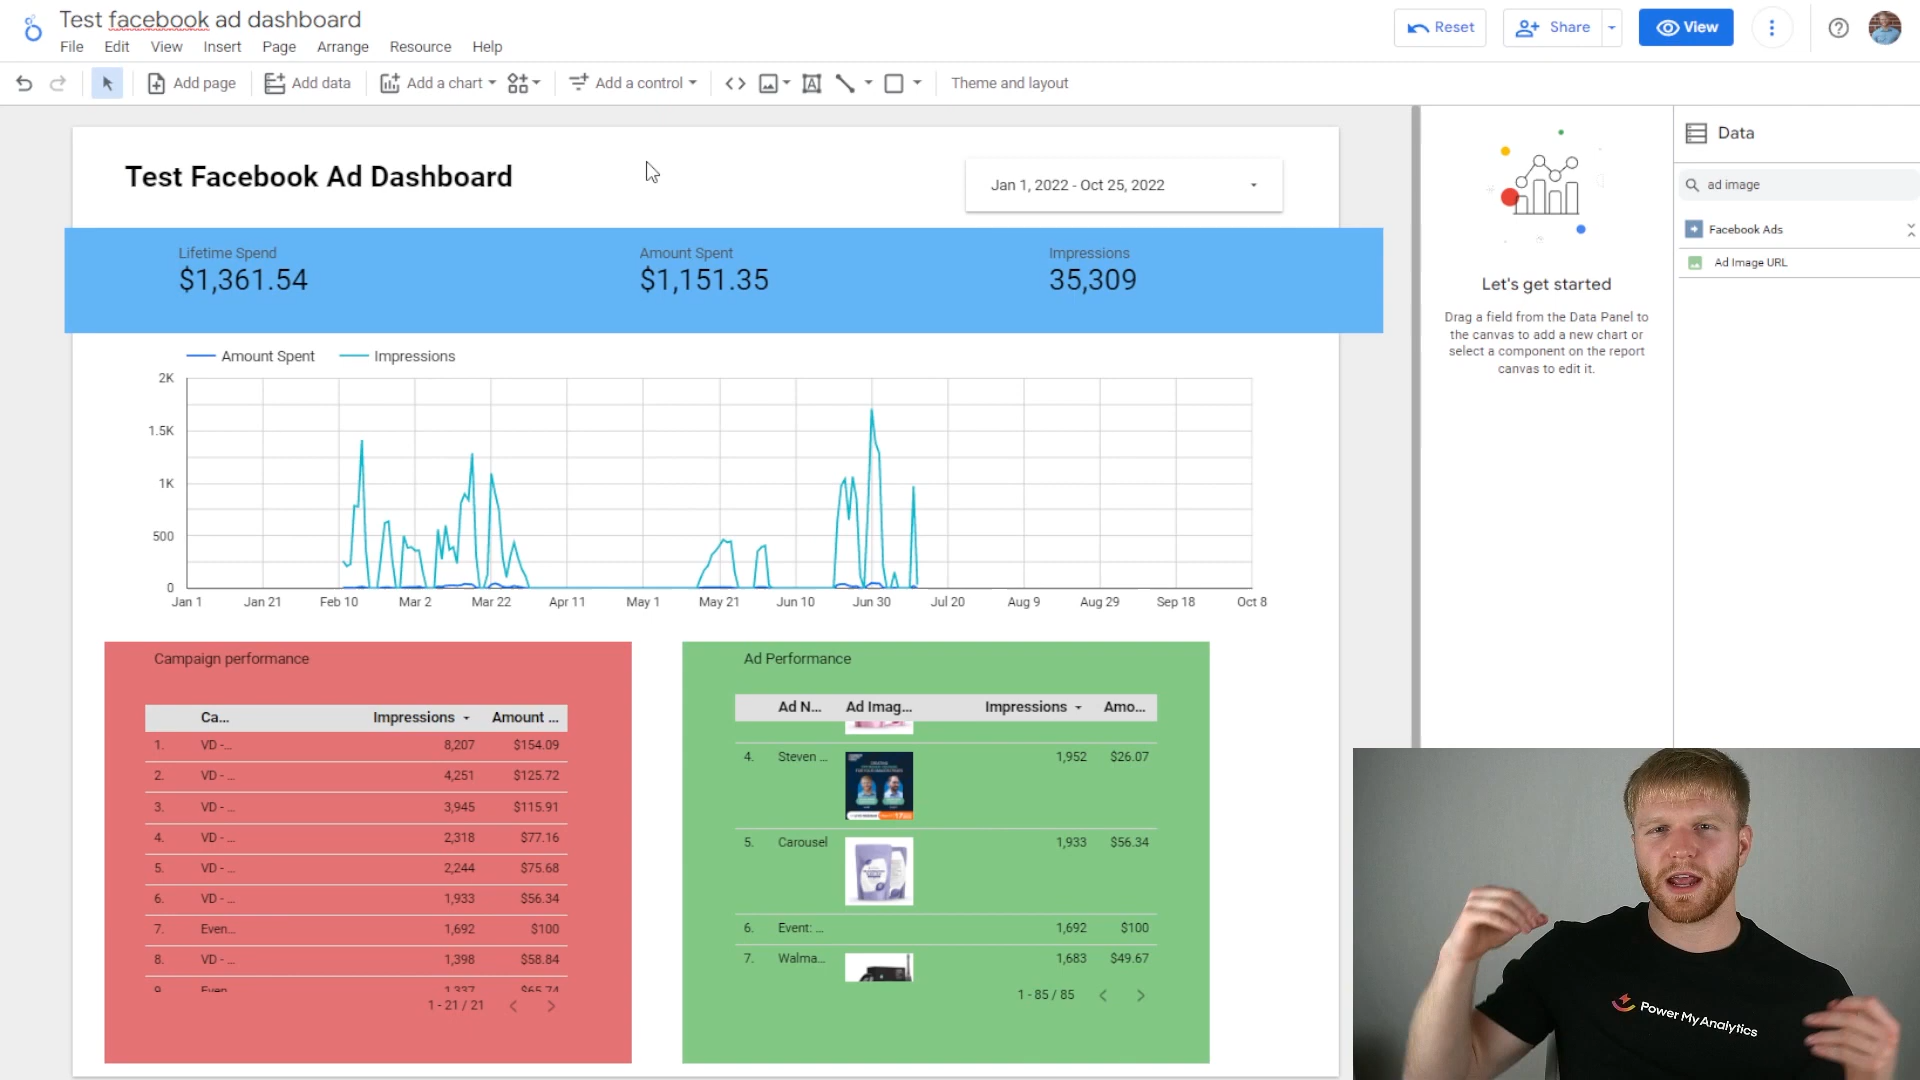 Test facebook ad dashboard
File Edit View Insert Page Arrange Resource Help
Reset Share View
Add page Add data Add a chart Add a control Theme and layout
Test Facebook Ad Dashboard
Jan 1, 2022 - Oct 25, 2022
Lifetime Spend
$1,361.54
Amount Spent
$1,151.35
Impressions
35,309
Amount Spent Impressions
2K
1.5K
1K
500
0
Jan 1 Jan 21 Feb 10 Mar 2 Mar 22 Apr 11 May 1 May 21 Jun 10 Jun 30 Jul 20 Aug 9 Aug 29 Sep 18 Oct 8
Campaign performance
Ca... Impressions Amount ...
1. VD -... 8,207 $154.09
2. VD - ... 4,251 $125.72
3. VD - ... 3,945 $115.91
4. VD - ... 2,318 $77.16
5. VD - ... 2,244 $75.68
6. VD - ... 1,933 $56.34
7. Even... 1,692 $100
8. VD - ... 1,398 $58.84
9 Even 1,337 $65.74
1 - 21 / 21
Ad Performance
Ad N... Ad Imag... Impressions Amo...
4. Steven ... 1,952 $26.07
5. Carousel 1,933 $56.34
6. Event: ... 1,692 $100
7. Walma... 1,683 $49.67
1 - 85 / 85
Let's get started
Drag a field from the Data Panel to
the canvas to add a new chart or
select a component on the report
canvas to edit it.
Data
ad image
Facebook Ads
Ad Image URL
Power My Analytics